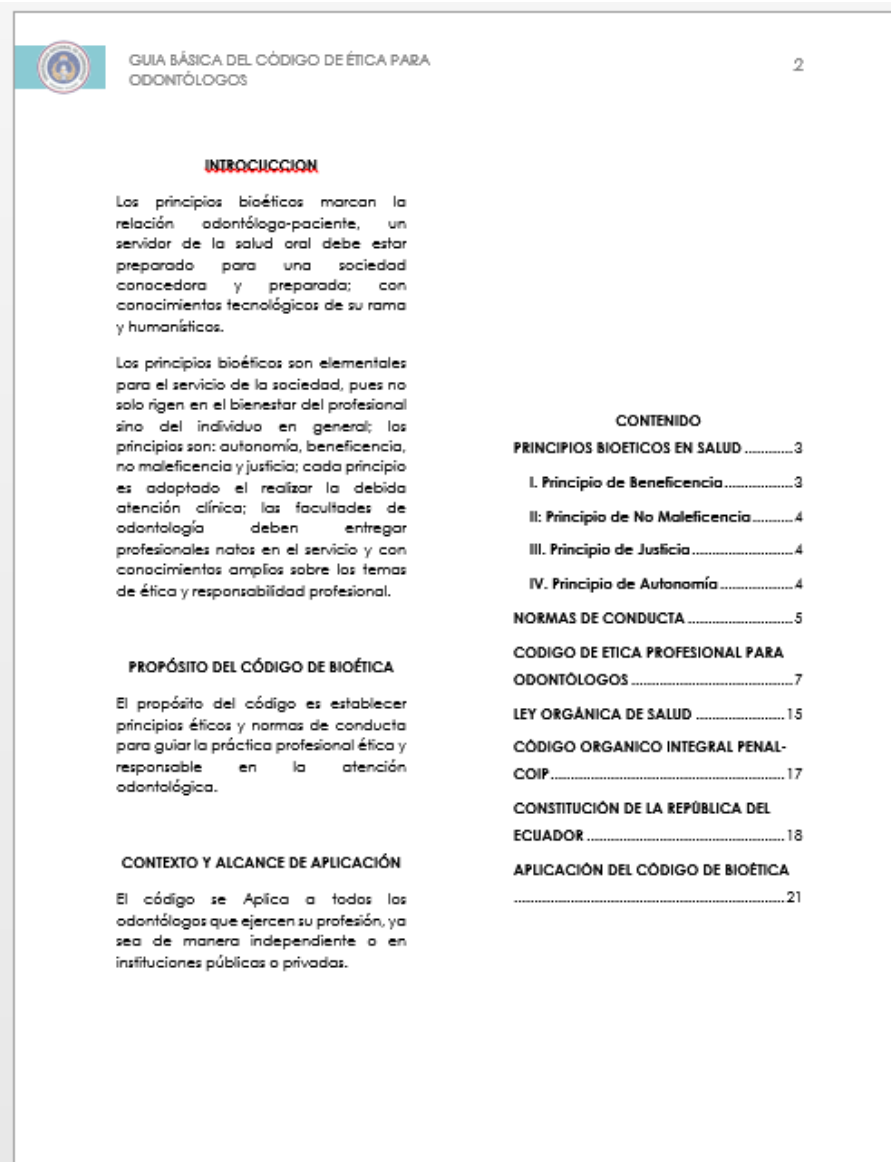 GUIA BÁSICA DEL CÓDIGO DE ÉTICA PARA
ODONTÓLOGOS
2
INTROCUCCION
Los principios bioéticos marcan la
relación odontólogo-paciente, un
servidor de la salud oral debe estar
preparado para una sociedad
conocedora y preparada; con
conocimientos tecnológicos de su rama
y humanísticos.
Los principios bioéticos son elementales
para el servicio de la sociedad, pues no
solo rigen en el bienestar del profesional
sino del individuo en general; los
principios son: autonomía, beneficencia,
no maleficencia y justicia; cada principio
es adoptado el realizar la debida
atención clínica; las facultades de
odontología deben entregar
profesionales natos en el servicio y con
conocimientos amplios sobre los temas
de ética y responsabilidad profesional.
PROPÓSITO DEL CÓDIGO DE BIOÉTICA
El propósito del código es establecer
principios éticos y normas de conducta
para guiar la práctica profesional ética y
responsable en la atención
odontológica.
CONTEXTO Y ALCANCE DE APLICACIÓN
El código se Aplica a todos los
odontólogos que ejercen su profesión, ya
sea de manera independiente o en
instituciones públicas o privadas.
CONTENIDO
PRINCIPIOS BIOETICOS EN SALUD ............3
I. Principio de Beneficencia.................3
II: Principio de No Maleficencia..........4
III. Principio de Justicia.........................4
IV. Principio de Autonomía..................4
NORMAS DE CONDUCTA..........................5
CODIGO DE ETICA PROFESIONAL PARA
ODONTÓLOGOS........................................7
LEY ORGÁNICA DE SALUD ......................15
CÓDIGO ORGANICO INTEGRAL PENAL-
COIP..........................................................17
CONSTITUCIÓN DE LA REPÚBLICA DEL
ECUADOR.................................................18
APLICACIÓN DEL CÓDIGO DE BIOÉTICA
...................................................................21